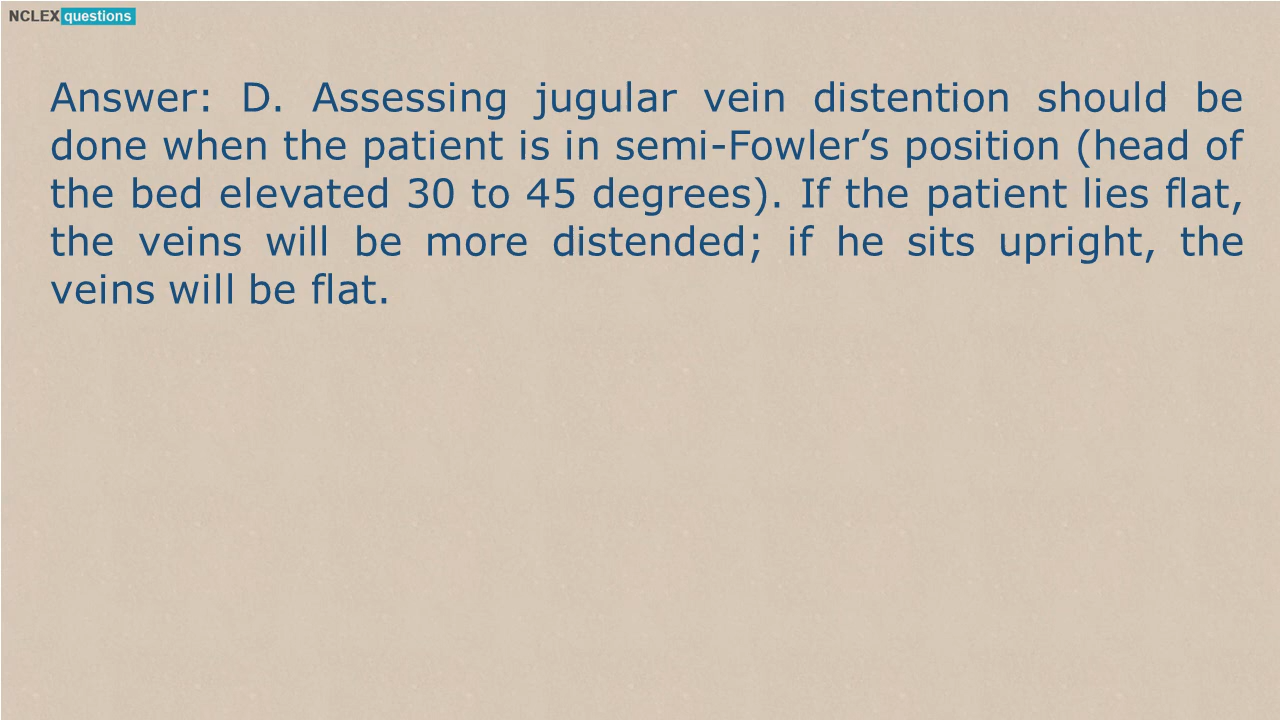 NCLEX questions
Answer: D. Assessing jugular vein distention should be
done when the patient is in semi-Fowler’s position (head of
the bed elevated 30 to 45 degrees). If the patient lies flat,
the veins will be more distended; if he sits upright, the
veins will be flat.